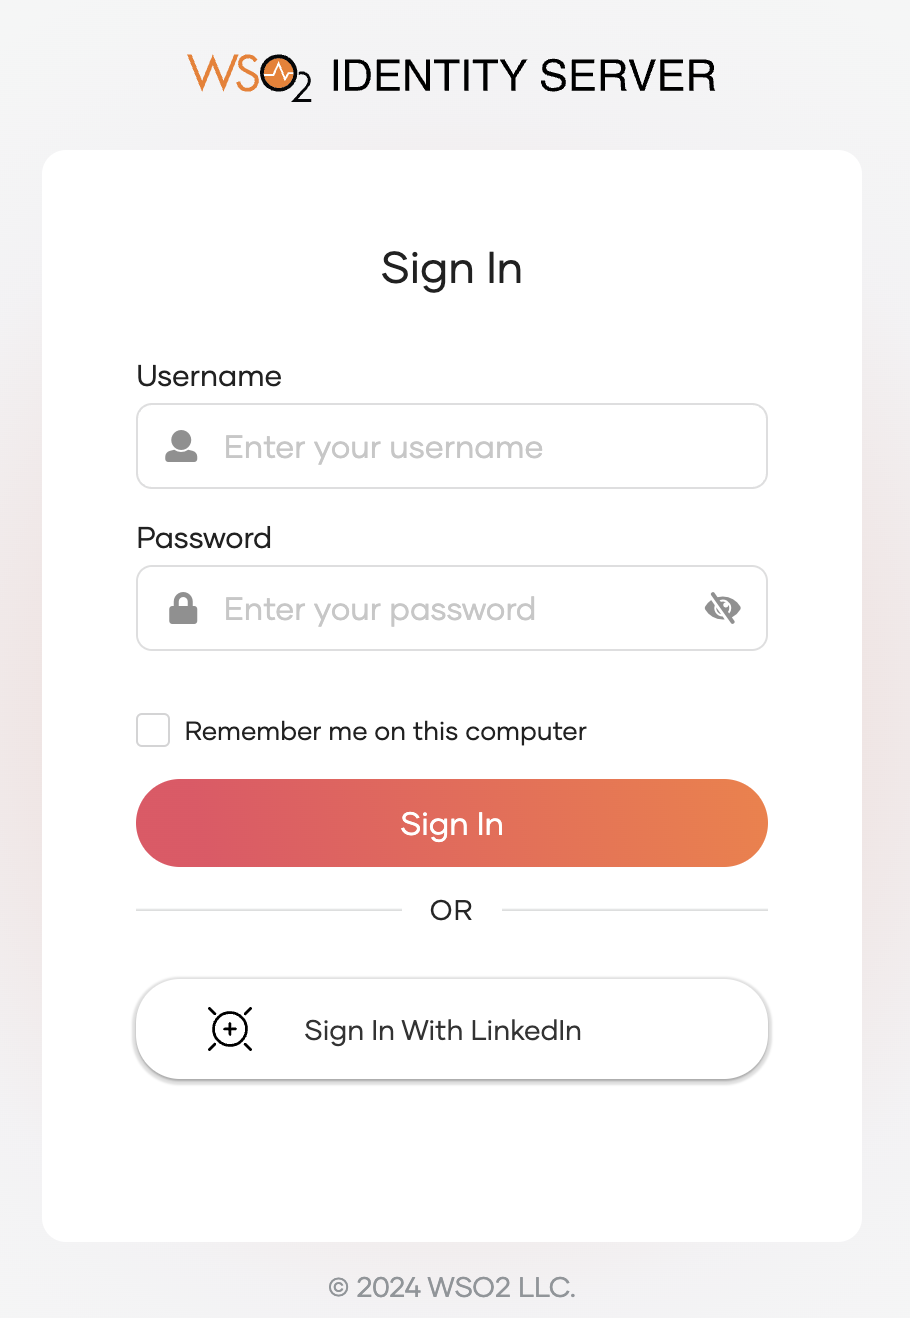 WSO2 IDENTITY SERVER
Sign In
Username
Enter your username
Password
Enter your password
Remember me on this computer
Sign In
OR
Sign In With LinkedIn
© 2024 WSO2 LLC.